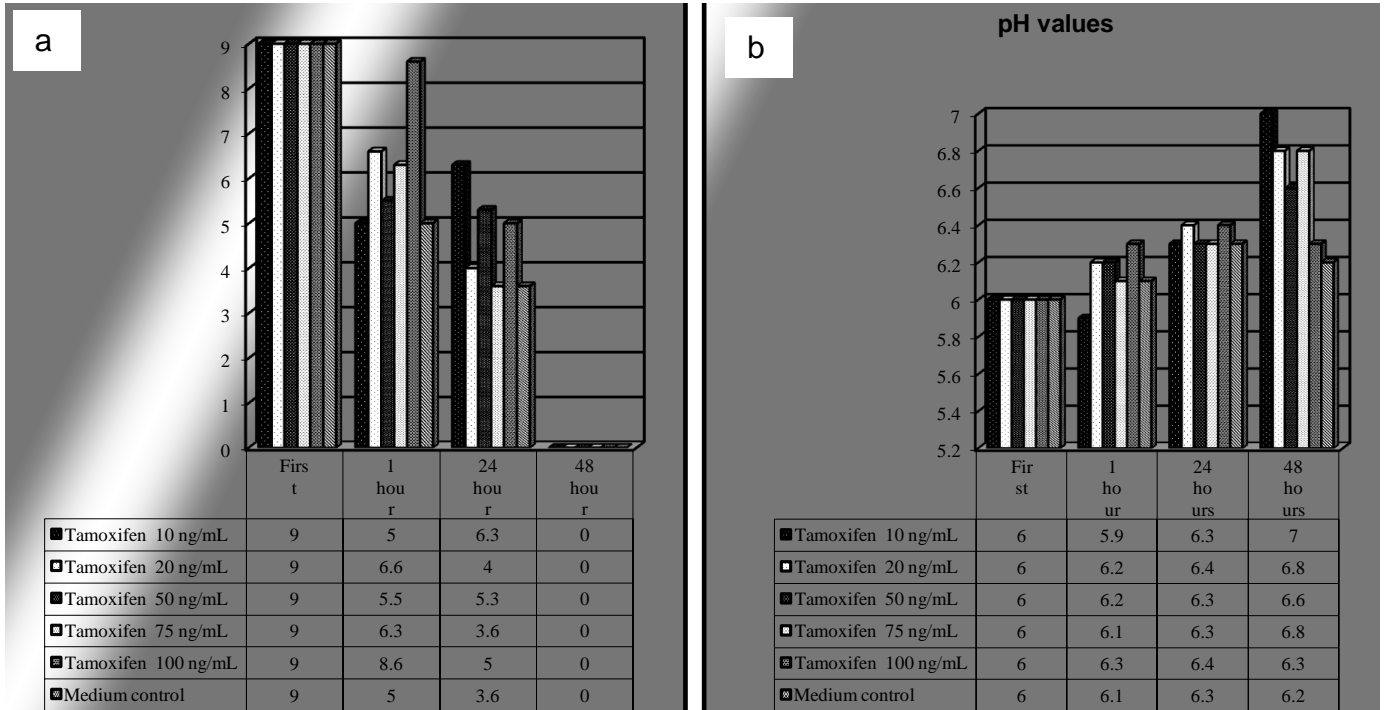 a
9
8
7
6
5
4
3
2
1
0
Firs
t
1
hou
r
24
hou
r
48
hou
r
Tamoxifen 10 ng/mL 9 5 6.3 0
Tamoxifen 20 ng/mL 9 6.6 4 0
Tamoxifen 50 ng/mL 9 5.5 5.3 0
Tamoxifen 75 ng/mL 9 6.3 3.6 0
Tamoxifen 100 ng/mL 9 8.6 5 0
Medium control 9 5 3.6 0
b
pH values
7
6.8
6.6
6.4
6.2
6
5.8
5.6
5.4
5.2
Fir
st
1
ho
ur
24
ho
urs
48
ho
urs
Tamoxifen 10 ng/mL 6 5.9 6.3 7
Tamoxifen 20 ng/mL 6 6.2 6.4 6.8
Tamoxifen 50 ng/mL 6 6.2 6.3 6.6
Tamoxifen 75 ng/mL 6 6.1 6.3 6.8
Tamoxifen 100 ng/mL 6 6.3 6.4 6.3
Medium control 6 6.1 6.3 6.2